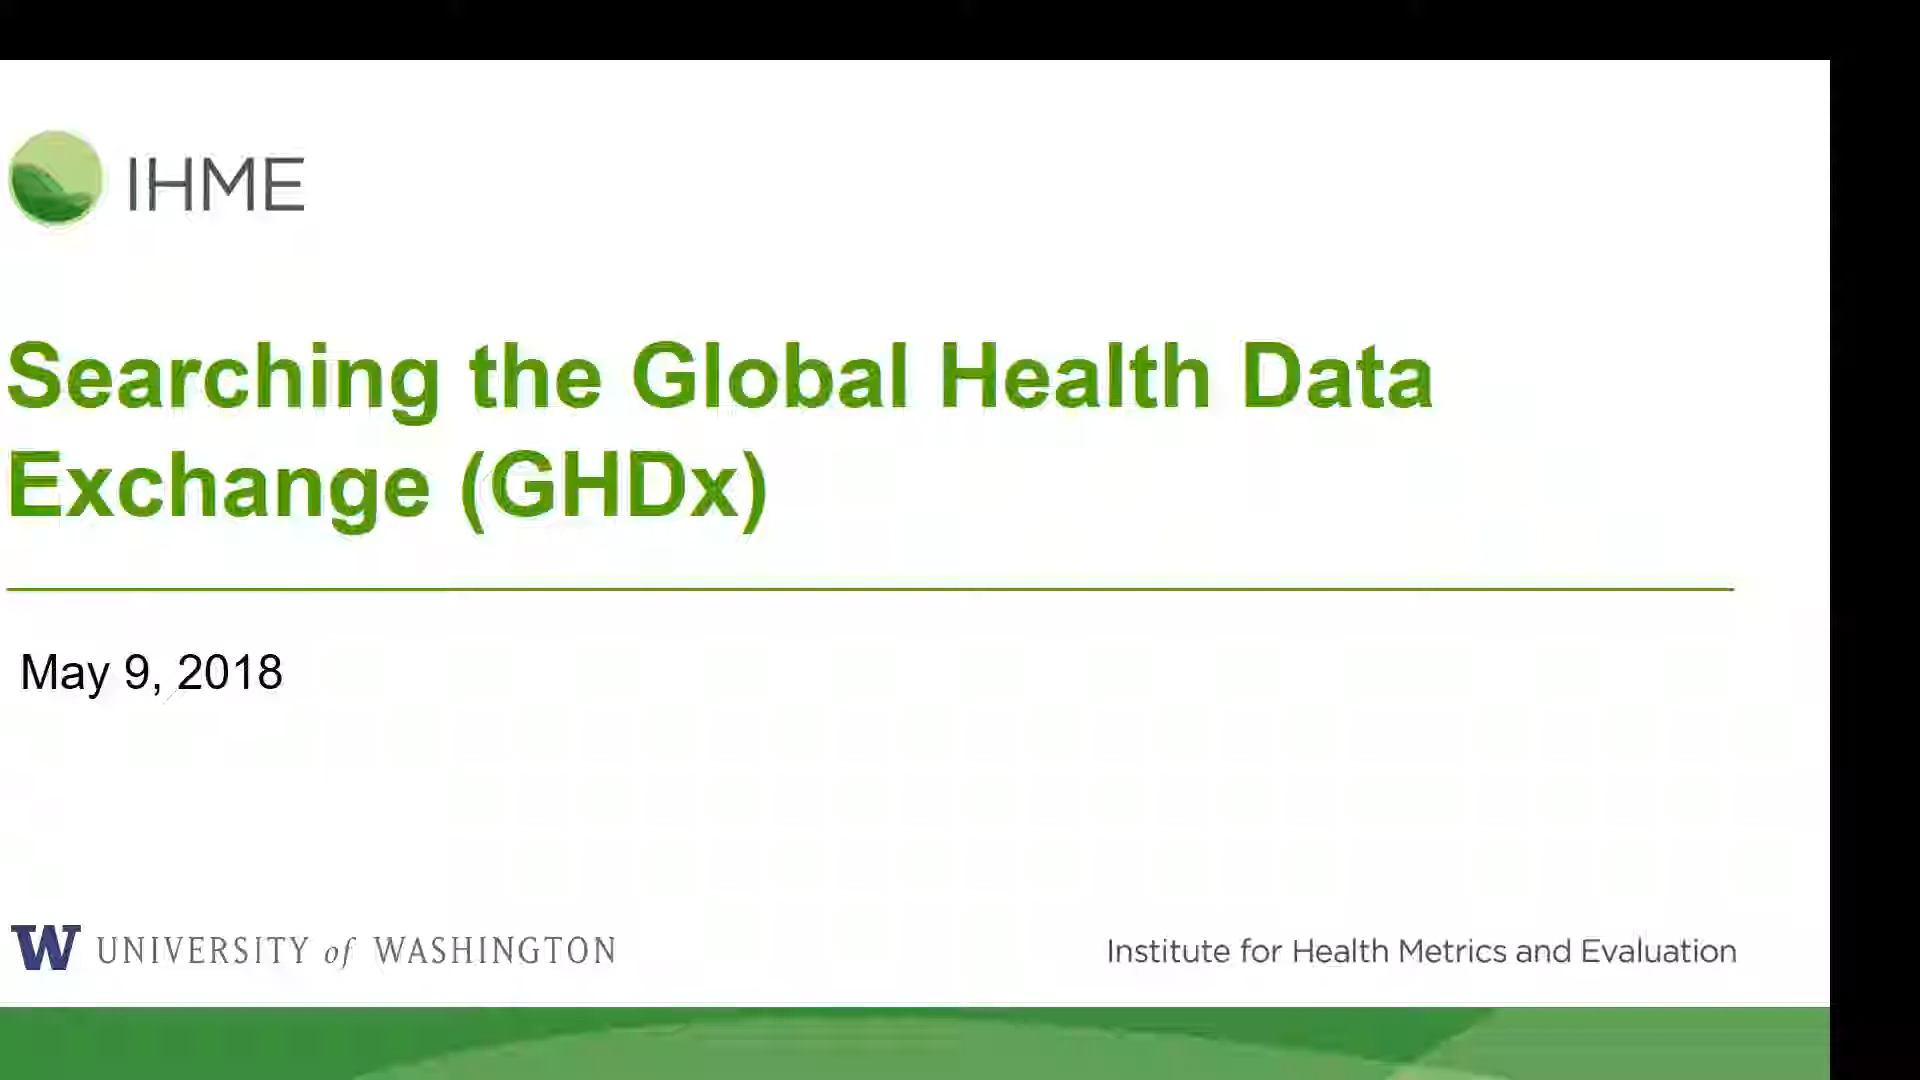 IHME
Searching the Global Health Data
Exchange (GHDx)
May 9, 2018
W UNIVERSITY of WASHINGTON
Institute for Health Metrics and Evaluation